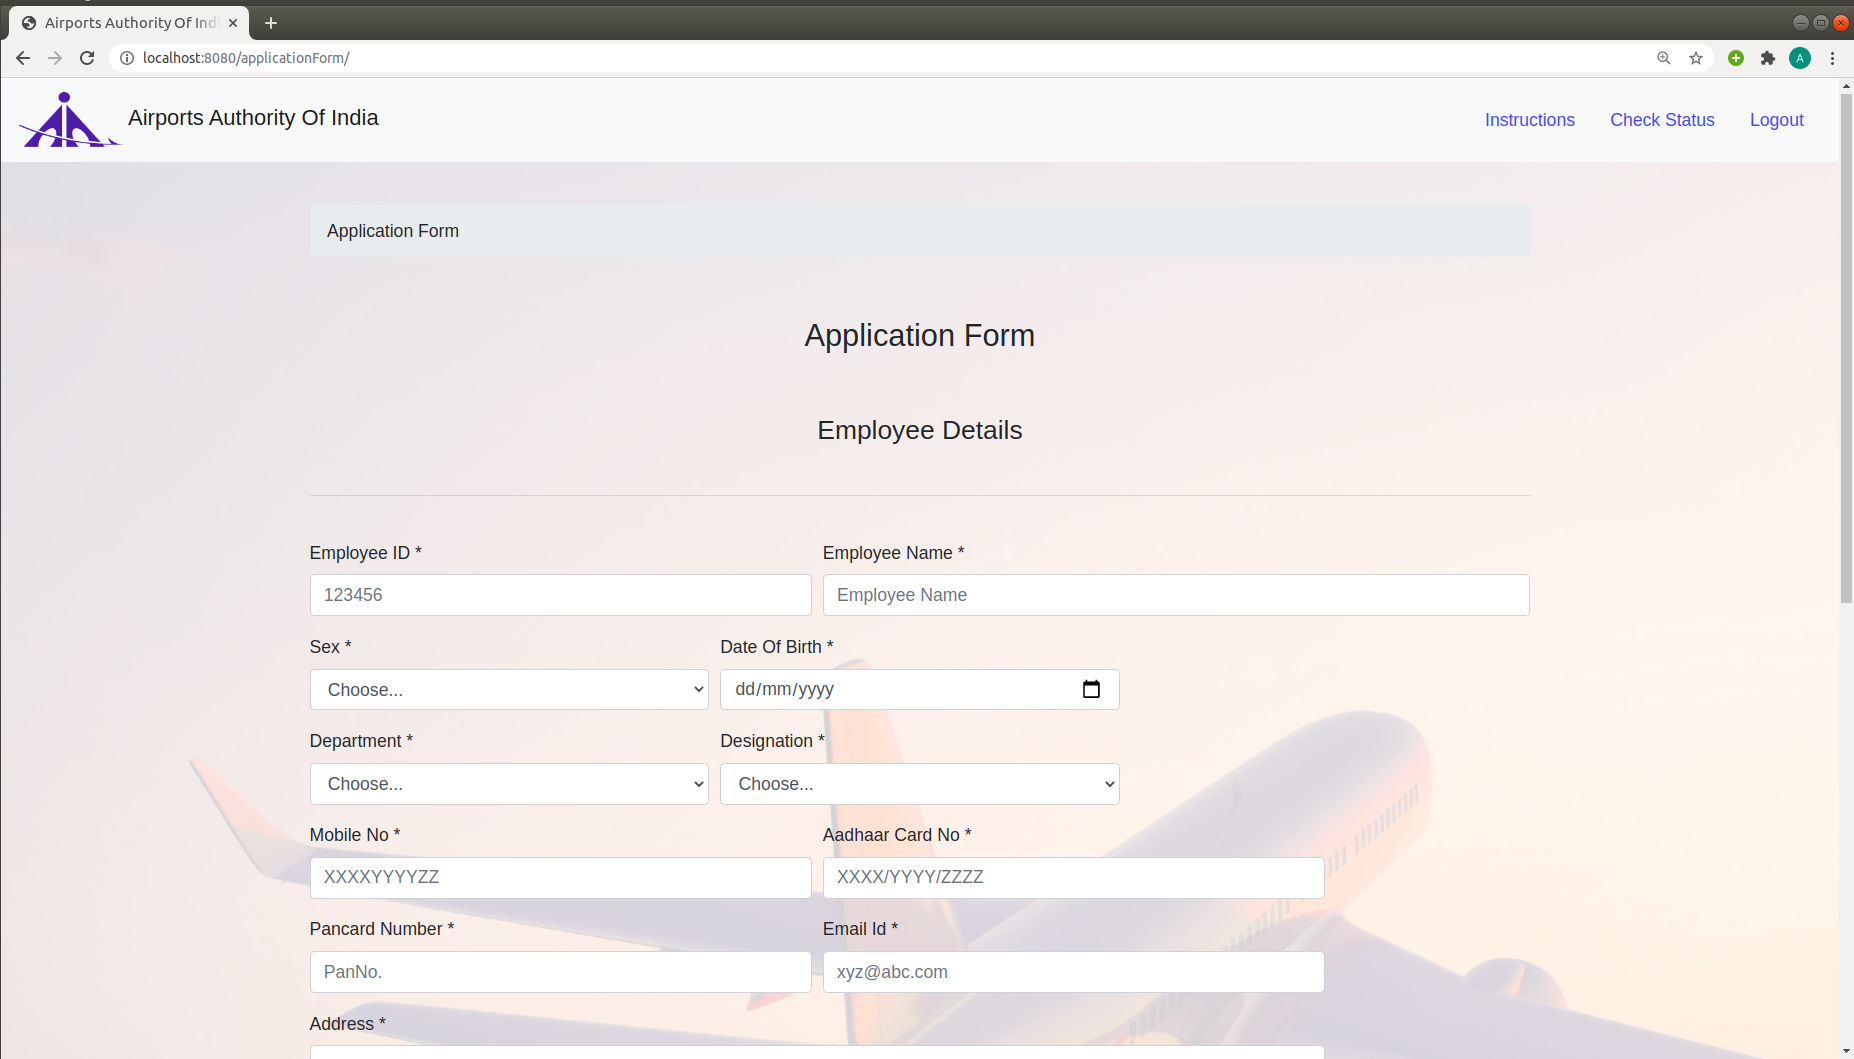 Airports Authority Of Ind
localhost:8080/applicationForm/
A
Airports Authority Of India
Instructions Check Status Logout
Application Form
Application Form
Employee Details
Employee ID * Employee Name *
123456 Employee Name
Sex * Date Of Birth *
Choose... dd/mm/yyyy
Department * Designation *
Choose... Choose...
Mobile No * Aadhaar Card No *
XXXXYYYYZZ XXXX/YYYY/ZZZZ
Pancard Number * Email Id *
PanNo. xyz@abc.com
Address *